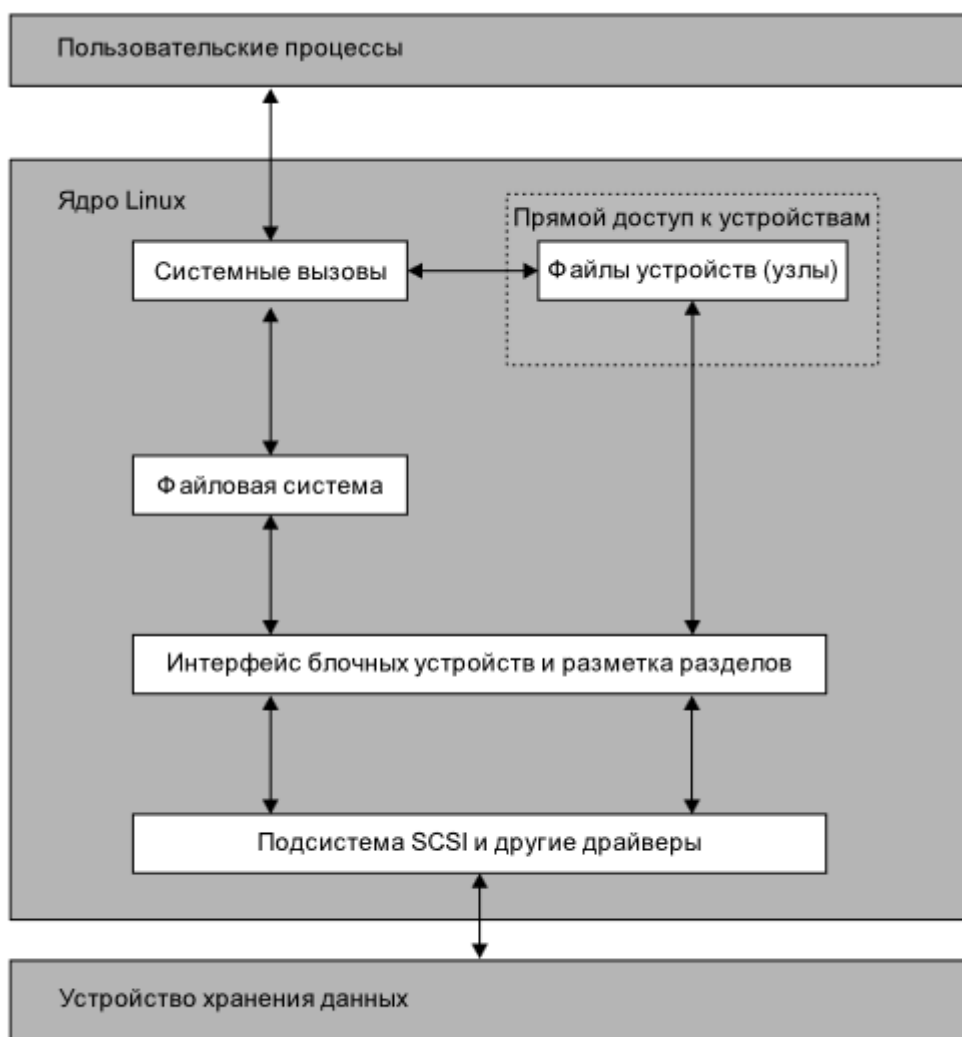 Пользовательские процессы
Ядро Linux
Прямой доступ к устройствам
Системные вызовы
Файлы устройств (узлы)
Файловая система
Интерфейс блочных устройств и разметка разделов
Подсистема SCSI и другие драйверы
Устройство хранения данных